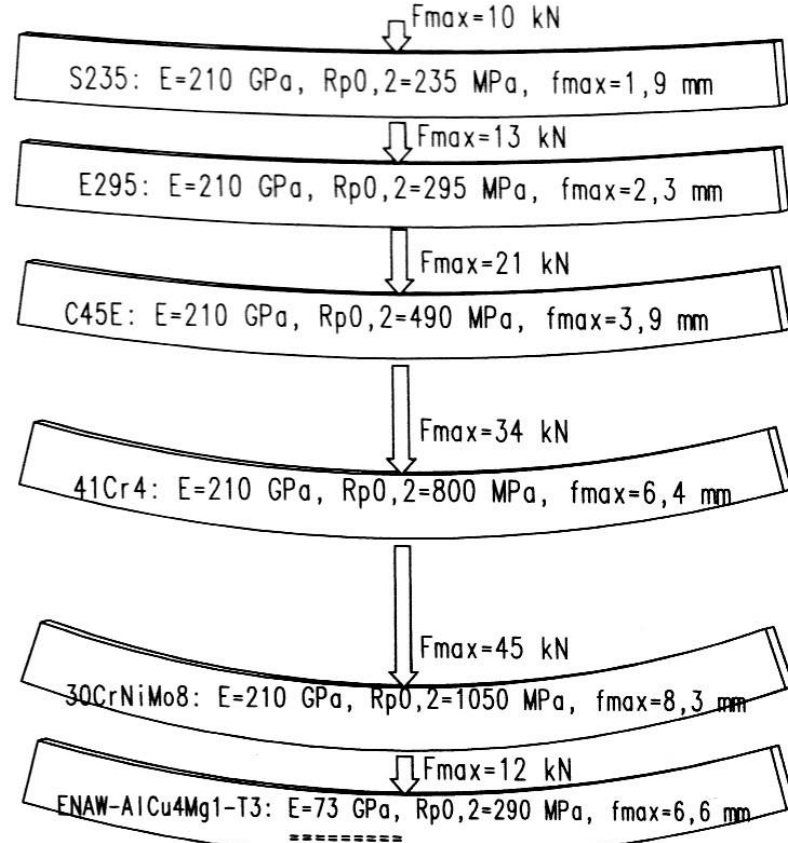 Fmax=10 kN
S235: E=210 GPa, Rp0,2=235 MPa, fmax=1,9 mm
Fmax=13 kN
E295: E=210 GPa, Rp0,2=295 MPa, fmax=2,3 mm
Fmax=21 kN
C45E: E=210 GPa, Rp0,2=490 MPa, fmax=3,9 mm
Fmax=34 kN
41Cr4: E=210 GPa, Rp0,2=800 MPa, fmax=6,4 mm
Fmax=45 kN
30CrNiMo8: E=210 GPa, Rp0,2=1050 MPa, fmax=8,3 mm
Fmax=12 kN
ENAW-AlCu4Mg1-T3: E=73 GPa, Rp0,2=290 MPa, fmax=6,6 mm